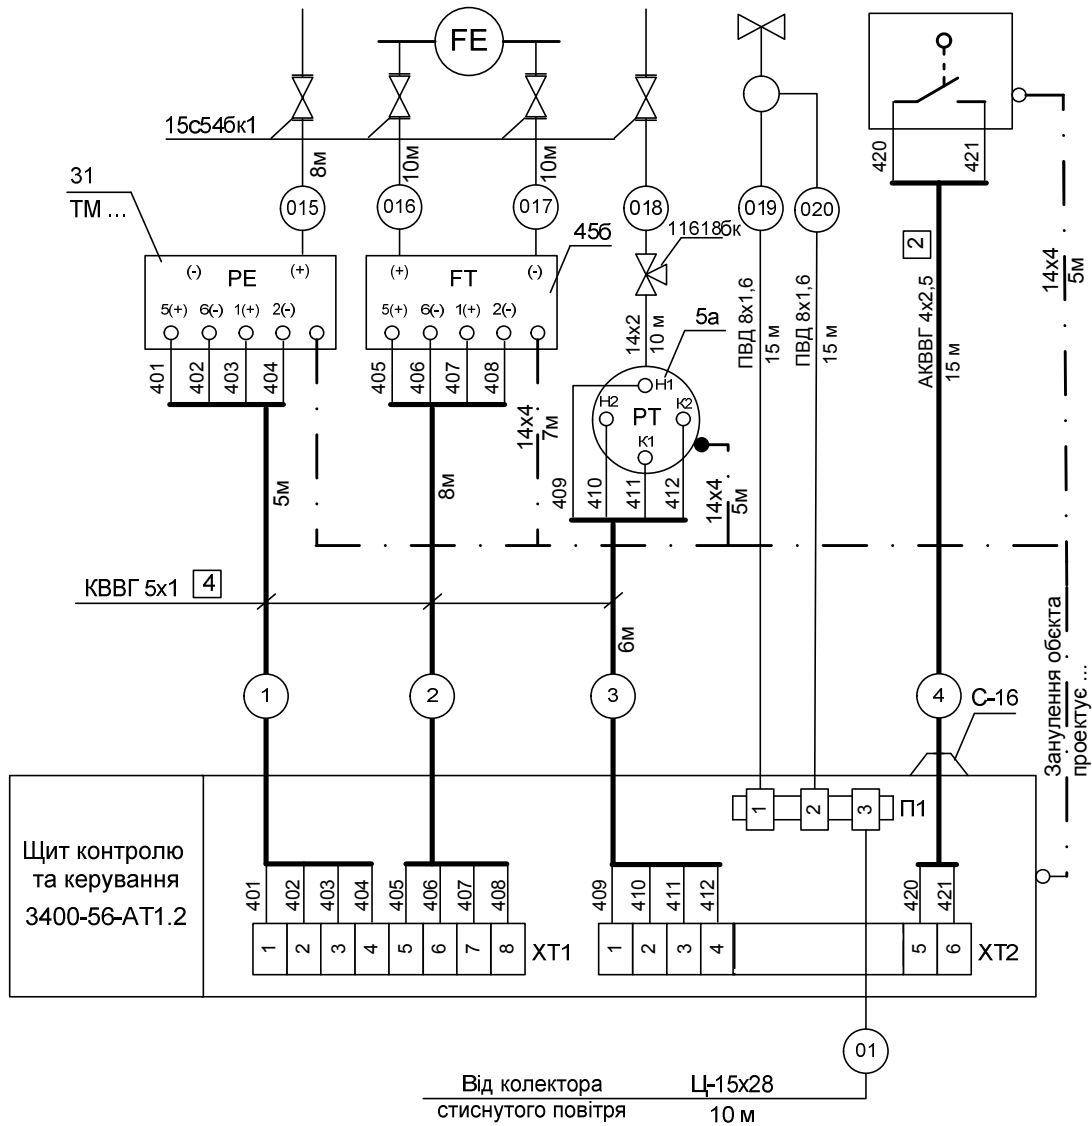 FE
15с54бк1
8м
10м
10м
420
421
31
ТМ ...
015
016
017
018
019
020
45б
11618бк
2
14х4
5м
(-)
(+)
PE
5(+)
6(-)
1(+)
2(-)
(+)
(-)
FT
5(+)
6(-)
1(+)
2(-)
14х2
10 м
5а
ПВД 8х1,6
15 м
ПВД 8х1,6
15 м
АКВВГ 4х2,5
15 м
401
402
403
404
405
406
407
408
14х4
7м
Н1
Н2
К2
РТ
К1
409
410
411
412
14х4
5м
5м
8м
КВВГ 5х1
4
6м
1
2
3
4
С-16
Занулення обєкта
проектує ...
1
2
3
П1
Щит контролю
та керування
3400-56-АТ1.2
401
402
403
404
405
406
407
408
409
410
411
412
420
421
1
2
3
4
5
6
7
8
ХТ1
1
2
3
4
5
6
ХТ2
01
Від колектора
стиснутого повітря
Ц-15х28
10 м